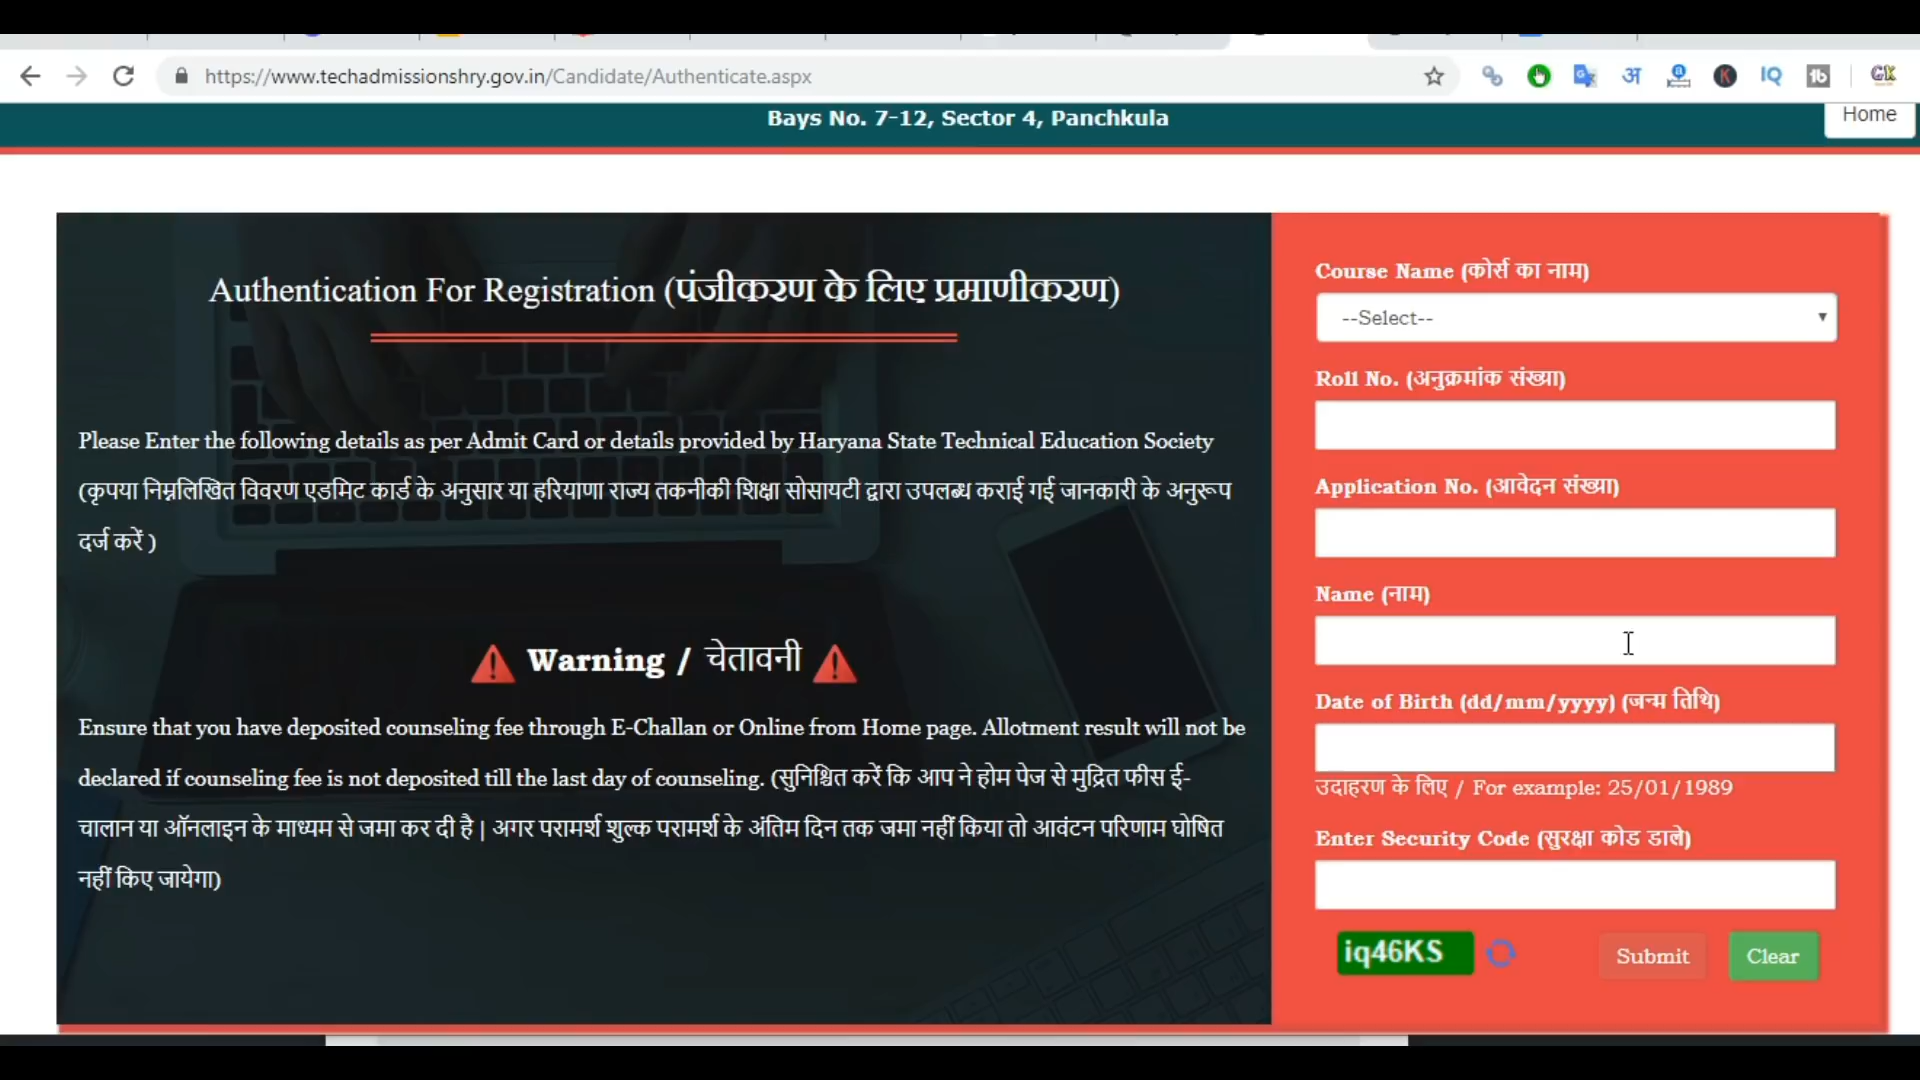 https://www.techadmissionshry.gov.in/Candidate/Authenticate.aspx
अ
K
IQ
GK
Bays No. 7-12, Sector 4, Panchkula
Home
Authentication For Registration (पंजीकरण के लिए प्रमाणीकरण)
Please Enter the following details as per Admit Card or details provided by Haryana State Technical Education Society
(कृपया निम्नलिखित विवरण एडमिट कार्ड के अनुसार या हरियाणा राज्य तकनीकी शिक्षा सोसायटी द्वारा उपलब्ध कराई गई जानकारी के अनुरूप
दर्ज करें )
Warning / चेतावनी
Ensure that you have deposited counseling fee through E-Challan or Online from Home page. Allotment result will not be
declared if counseling fee is not deposited till the last day of counseling. (सुनिश्चित करें कि आप ने होम पेज से मुद्रित फीस ई-
चालान या ऑनलाइन के माध्यम से जमा कर दी है | अगर परामर्श शुल्क परामर्श के अंतिम दिन तक जमा नहीं किया तो आवंटन परिणाम घोषित
नहीं किए जायेगा)
Course Name (कोर्स का नाम)
--Select--
Roll No. (अनुक्रमांक संख्या)
Application No. (आवेदन संख्या)
Name (नाम)
Date of Birth (dd/mm/yyyy) (जन्म तिथि)
उदाहरण के लिए / For example: 25/01/1989
Enter Security Code (सुरक्षा कोड डाले)
iq46KS
Submit
Clear